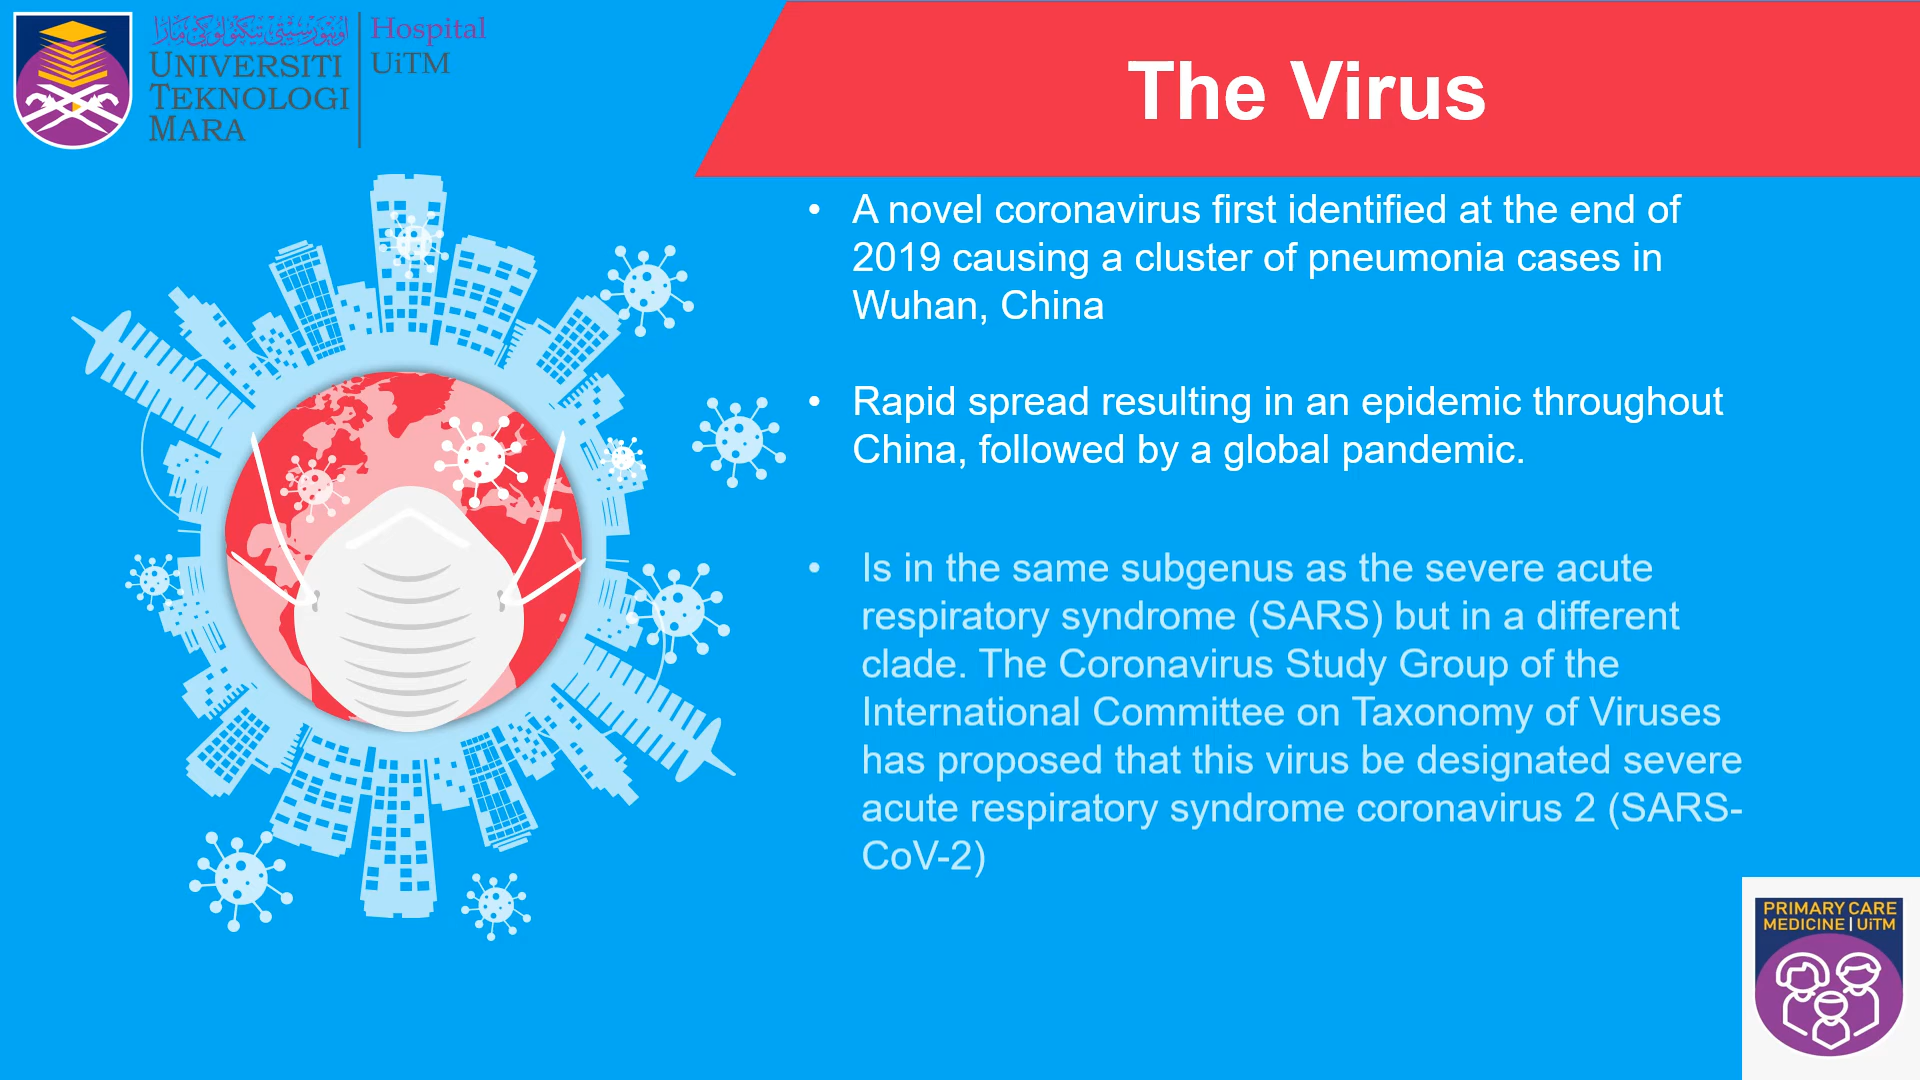 اونيۏرسيتي تيكنولوݢي مارا
UNIVERSITI
TEKNOLOGI
MARA
Hospital
UiTM
The Virus
• A novel coronavirus first identified at the end of
2019 causing a cluster of pneumonia cases in
Wuhan, China
• Rapid spread resulting in an epidemic throughout
China, followed by a global pandemic.
• Is in the same subgenus as the severe acute
respiratory syndrome (SARS) but in a different
clade. The Coronavirus Study Group of the
International Committee on Taxonomy of Viruses
has proposed that this virus be designated severe
acute respiratory syndrome coronavirus 2 (SARS-
CoV-2)
PRIMARY CARE
MEDICINE | UiTM